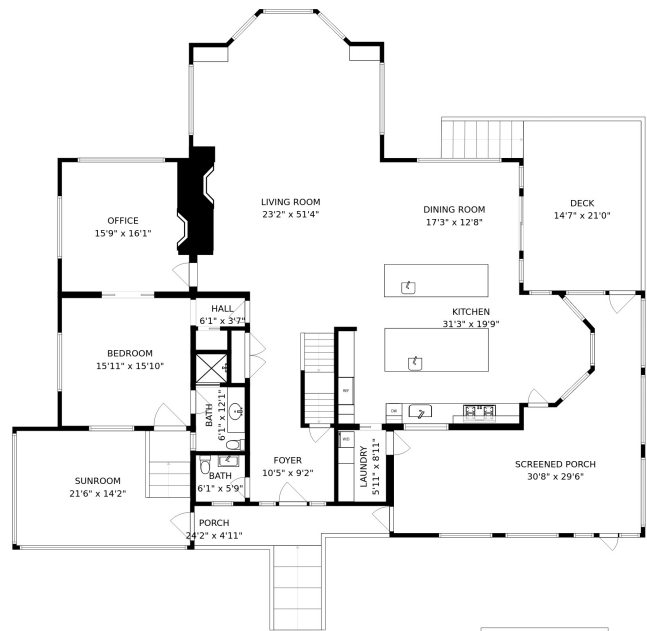 LIVING ROOM
23'2" x 51'4"
DINING ROOM
17'3" x 12'8"
DECK
14'7" x 21'0"
OFFICE
15'9" x 16'1"
HALL
6'1" x 3'7"
KITCHEN
31'3" x 19'9"
BEDROOM
15'11" x 15'10"
BATH
6'1" x 12'1"
DW
FOYER
10'5" x 9'2"
LAUNDRY
5'11" x 8'11"
SCREENED PORCH
30'8" x 29'6"
SUNROOM
21'6" x 14'2"
BATH
6'1" x 5'9"
PORCH
24'2" x 4'11"